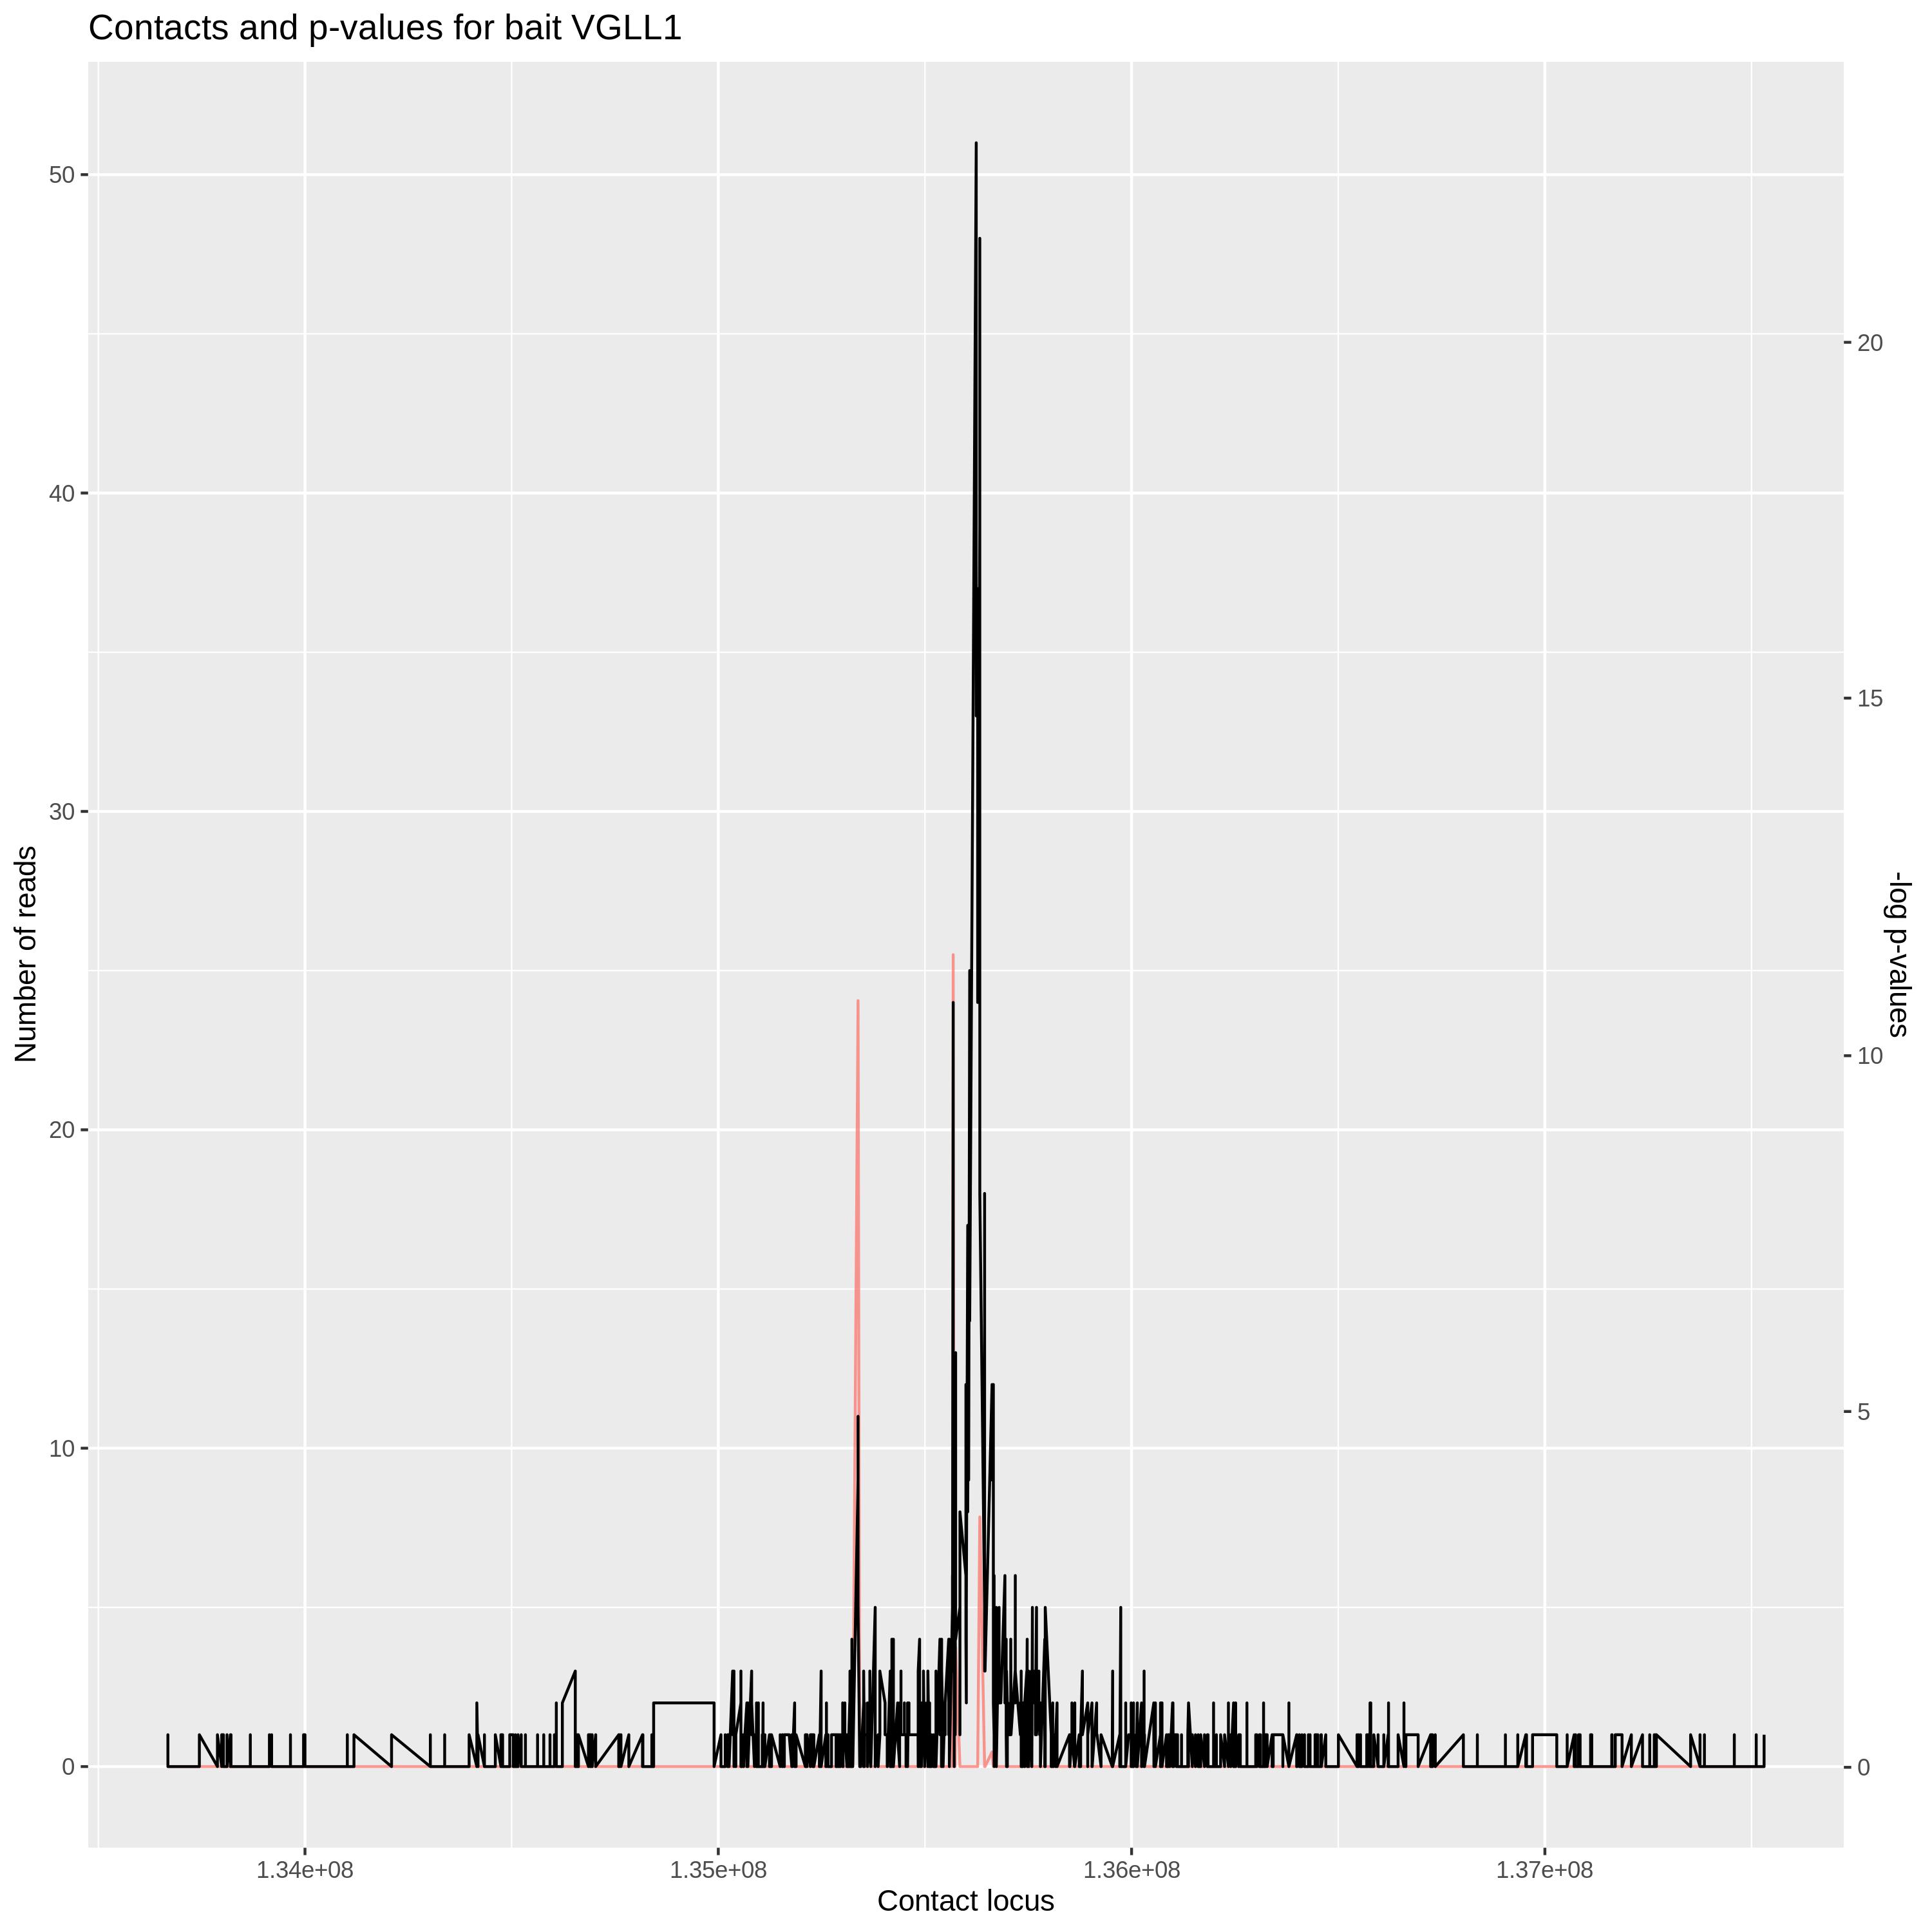 Contacts and p-values for bait VGLL1
50
40
30
20
10
0
Number of reads
20
15
10
5
0
-log p-values
1.34e+08
1.35e+08
1.36e+08
1.37e+08
Contact locus